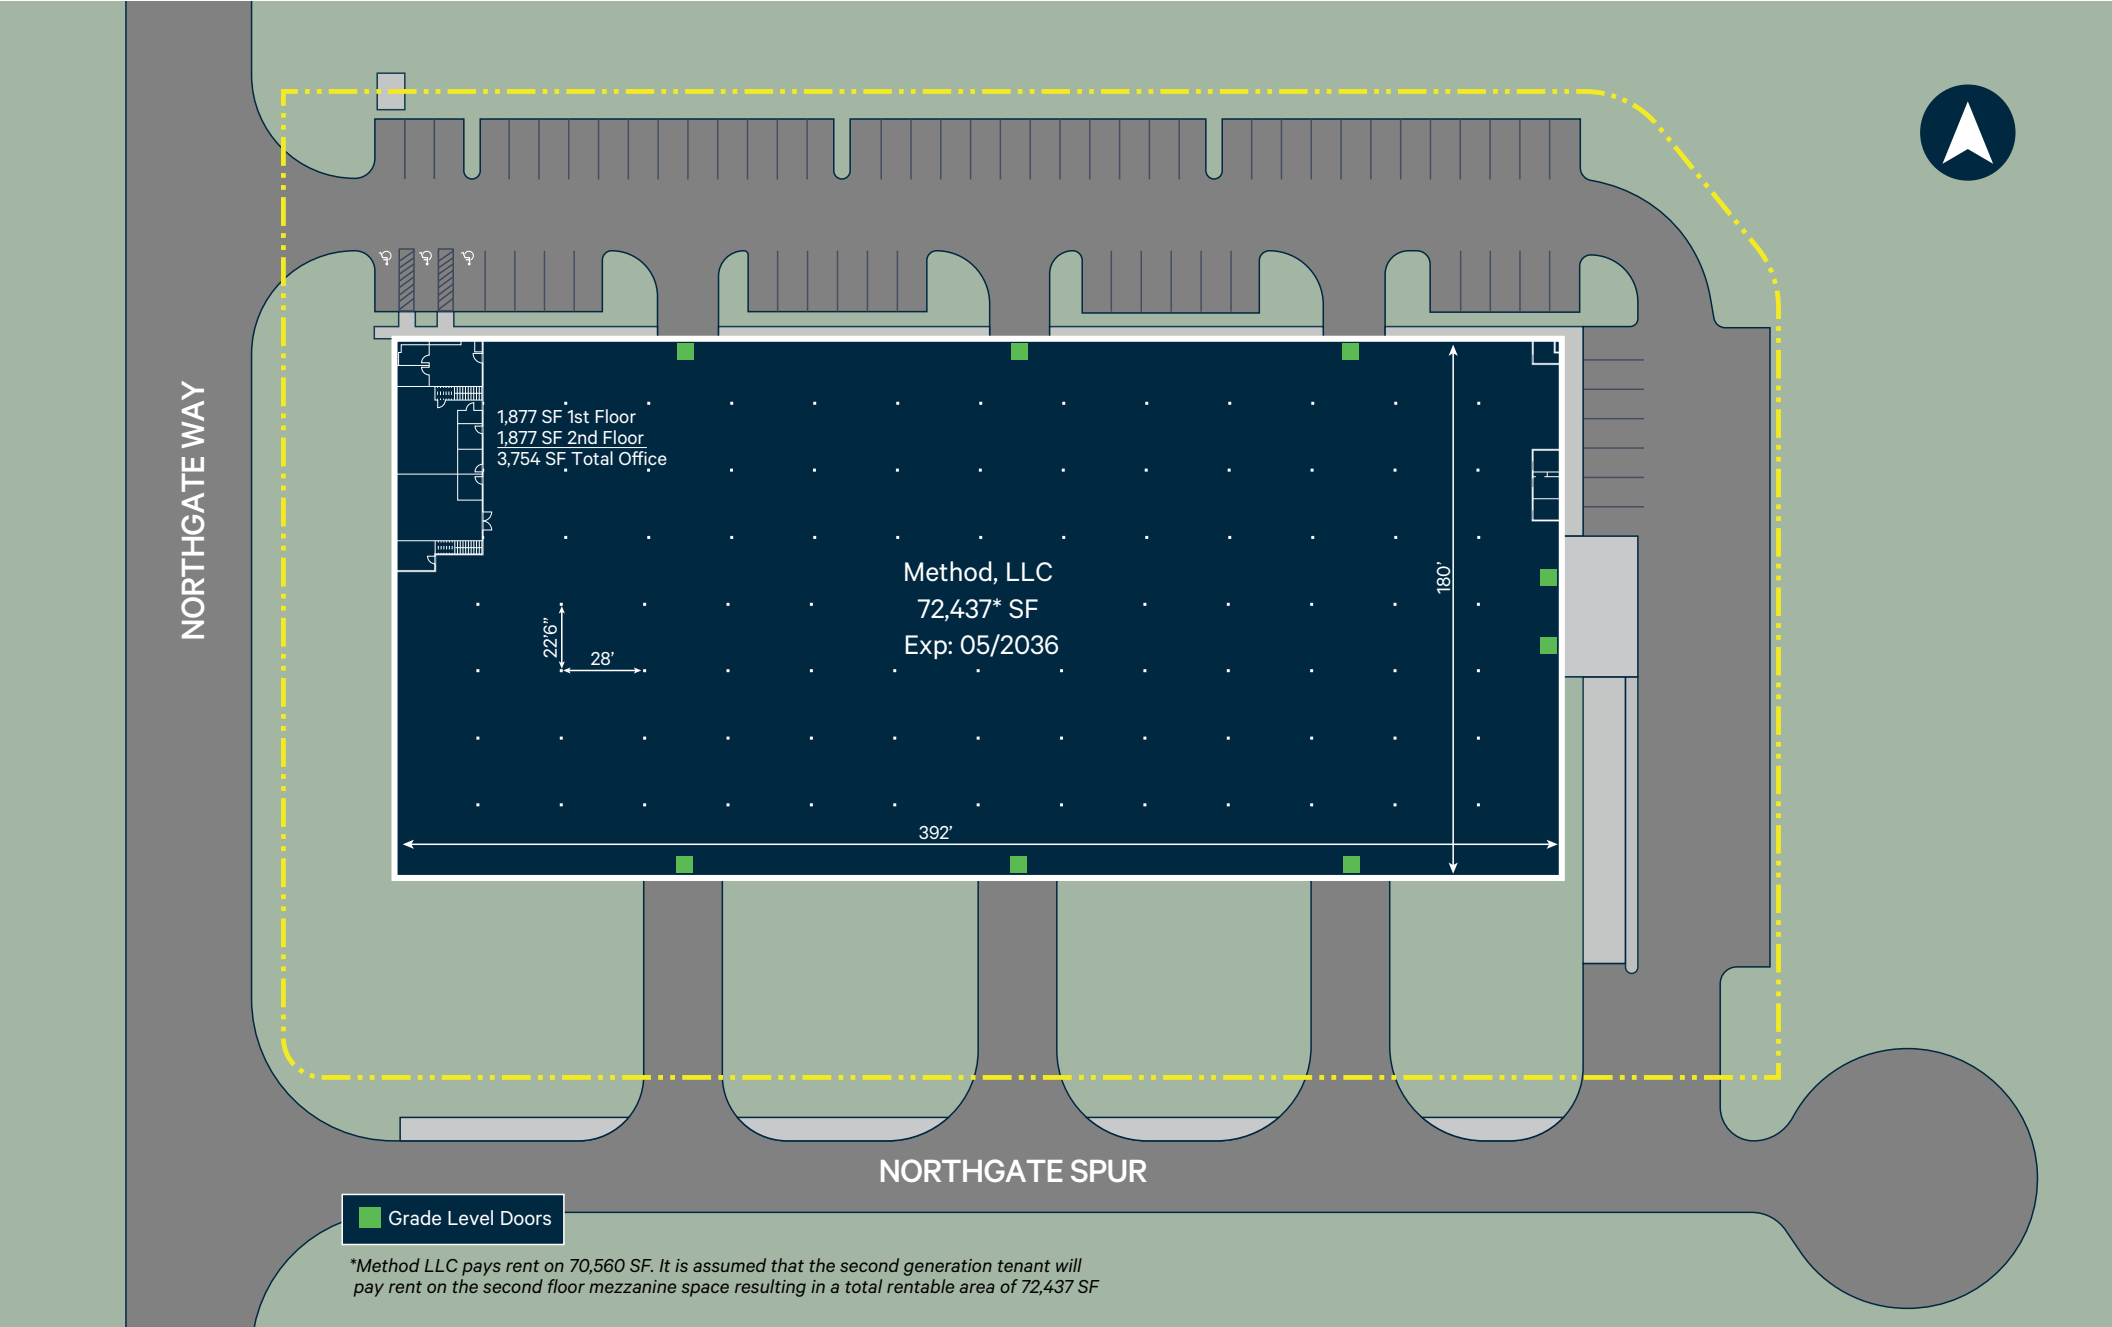 NORTHGATE WAY
1,877 SF 1st Floor
1,877 SF 2nd Floor
3,754 SF Total Office
Method, LLC
72,437* SF
Exp: 05/2036
180’
22’6”
28’
392’
NORTHGATE SPUR
Grade Level Doors
*Method LLC pays rent on 70,560 SF. It is assumed that the second generation tenant will
pay rent on the second floor mezzanine space resulting in a total rentable area of 72,437 SF